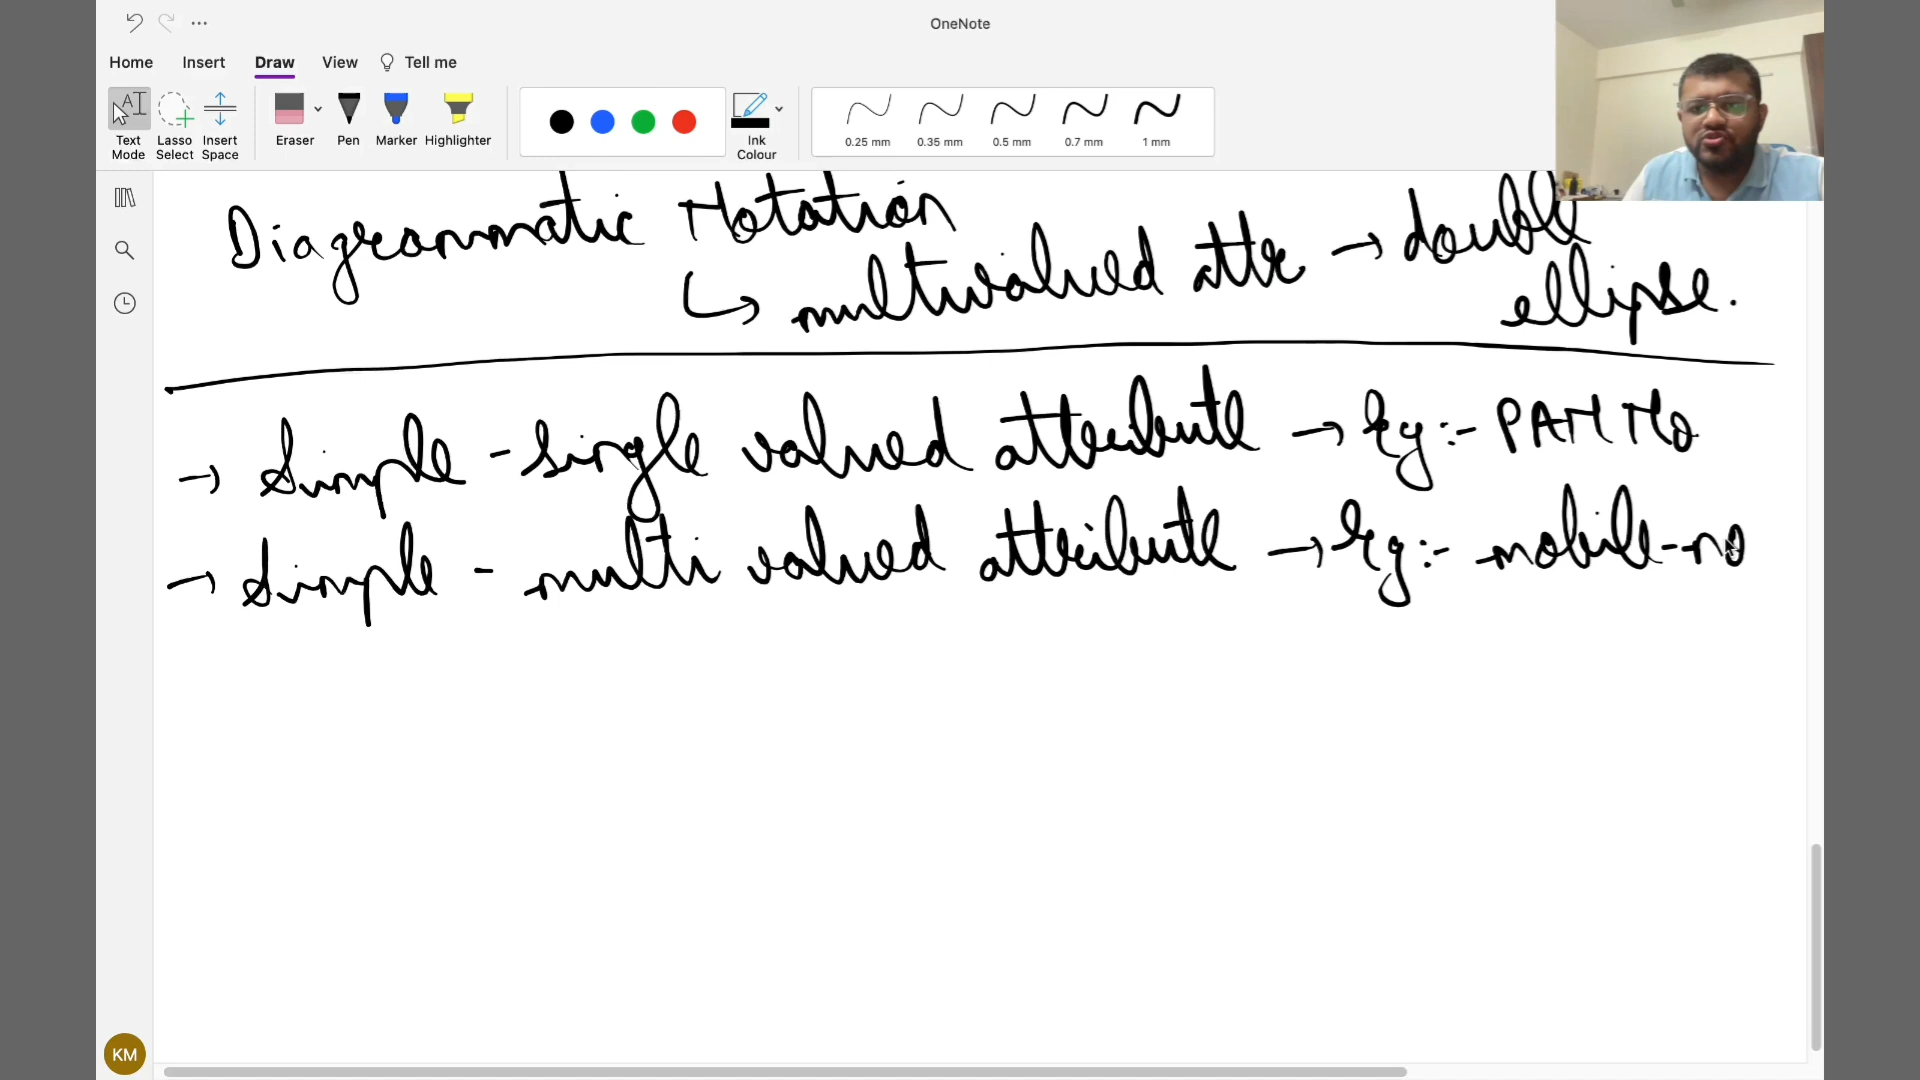 OneNote
Home Insert Draw View Tell me
Text Mode Lasso Select Insert Space Eraser Pen Marker Highlighter Ink Colour 0.25 mm 0.35 mm 0.5 mm 0.7 mm 1 mm
Diagrammatic Notation
↳ multivalued attr → double
ellipse.
→ Simple - Single valued attribute → Eg:- PAN No
→ Simple - multi valued attribute → Eg:- mobile-no
KM